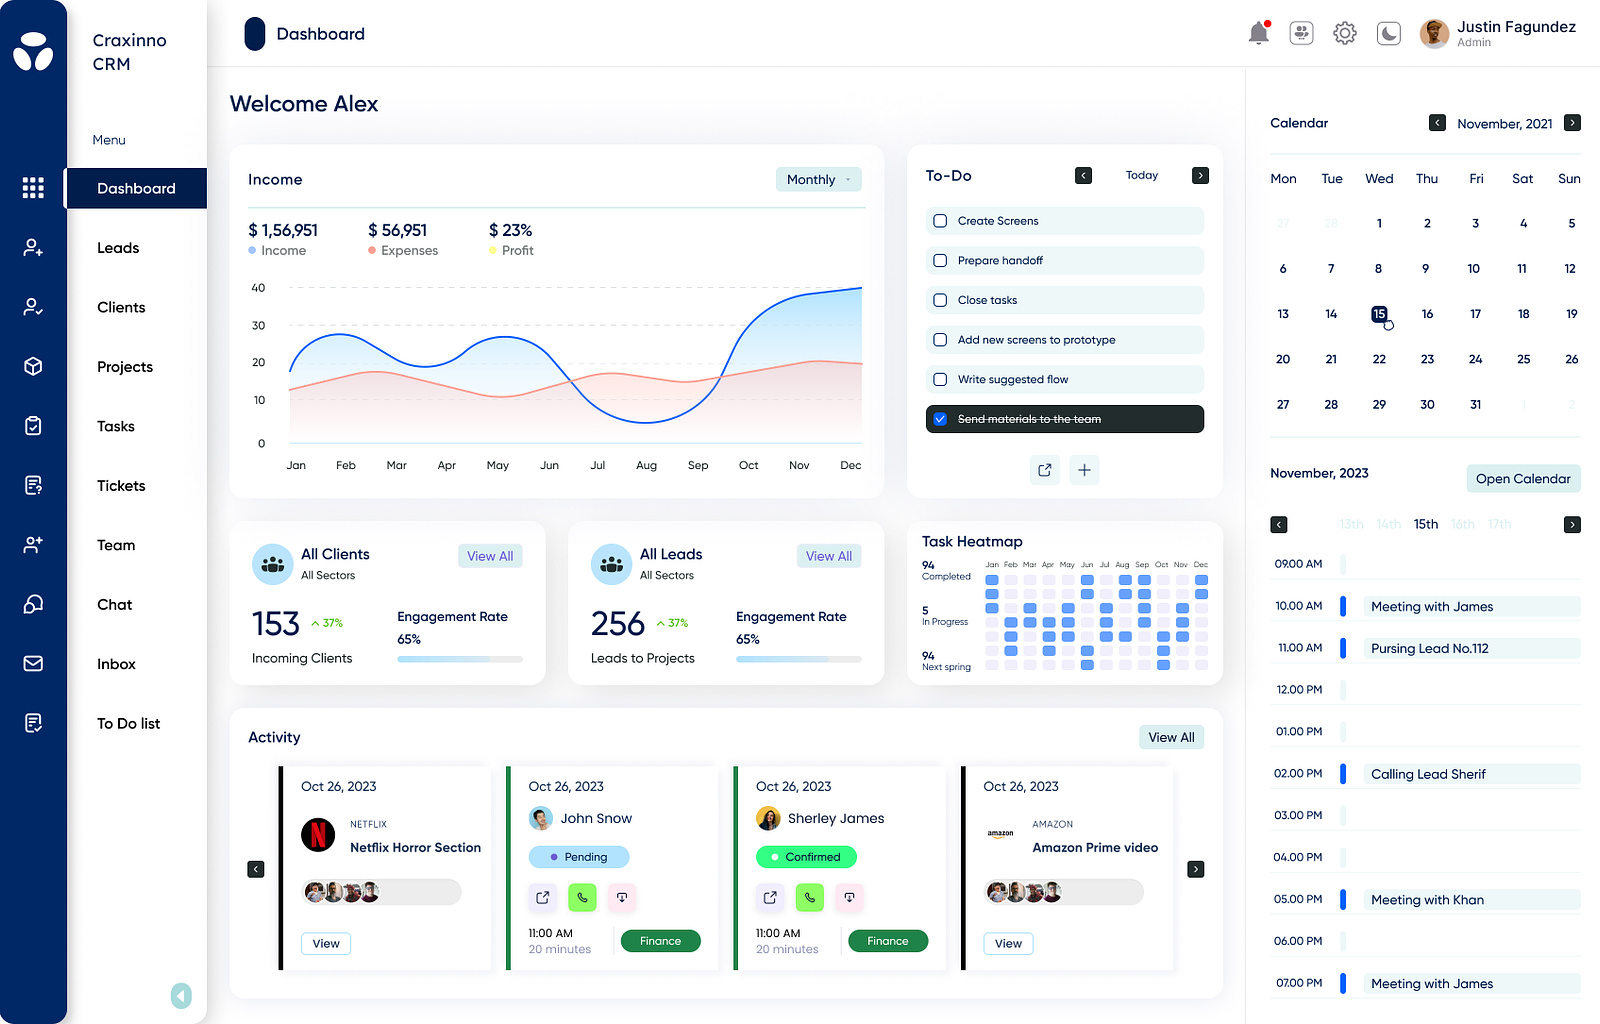 Craxinno
CRM
Menu
Dashboard
Leads
Clients
Projects
Tasks
Tickets
Team
Chat
Inbox
To Do list
Dashboard
Justin Fagundez
Admin
Welcome Alex
Income
Monthly
$ 1,56,951
Income
$ 56,951
Expenses
$ 23%
Profit
40
30
20
10
0
Jan Feb Mar Apr May Jun Jul Aug Sep Oct Nov Dec
To-Do
Today
Create Screens
Prepare handoff
Close tasks
Add new screens to prototype
Write suggested flow
Send materials to the team
All Clients
All Sectors
View All
153
37%
Incoming Clients
Engagement Rate
65%
All Leads
All Sectors
View All
256
37%
Leads to Projects
Engagement Rate
65%
Task Heatmap
94
Completed
5
In Progress
94
Next spring
Jan Feb Mar Apr May Jun Jul Aug Sep Oct Nov Dec
Activity
View All
Oct 26, 2023
NETFLIX
Netflix Horror Section
View
Oct 26, 2023
John Snow
Pending
11:00 AM
20 minutes
Finance
Oct 26, 2023
Sherley James
Confirmed
11:00 AM
20 minutes
Finance
Oct 26, 2023
amazon
AMAZON
Amazon Prime video
View
Calendar
November, 2021
Mon Tue Wed Thu Fri Sat Sun
27 28 1 2 3 4 5
6 7 8 9 10 11 12
13 14 15 16 17 18 19
20 21 22 23 24 25 26
27 28 29 30 31 1 2
November, 2023
Open Calendar
13th 14th 15th 16th 17th
09.00 AM
10.00 AM Meeting with James
11.00 AM Pursing Lead No.112
12.00 PM
01.00 PM
02.00 PM Calling Lead Sherif
03.00 PM
04.00 PM
05.00 PM Meeting with Khan
06.00 PM
07.00 PM Meeting with James